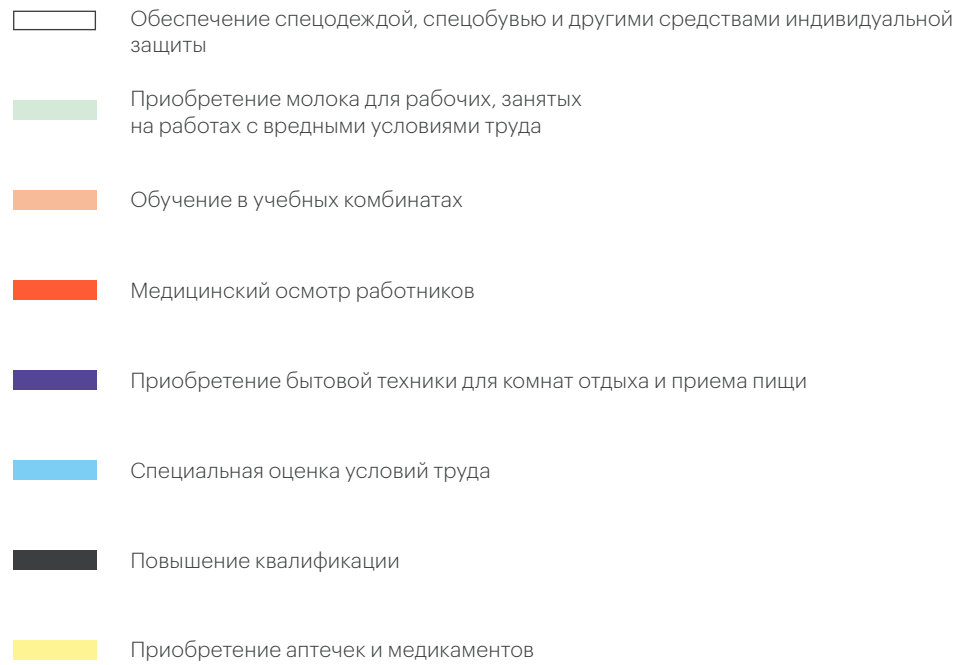 Обеспечение спецодеждой, спецобувью и другими средствами индивидуальной
защиты
Приобретение молока для рабочих, занятых
на работах с вредными условиями труда
Обучение в учебных комбинатах
Медицинский осмотр работников
Приобретение бытовой техники для комнат отдыха и приема пищи
Специальная оценка условий труда
Повышение квалификации
Приобретение аптечек и медикаментов